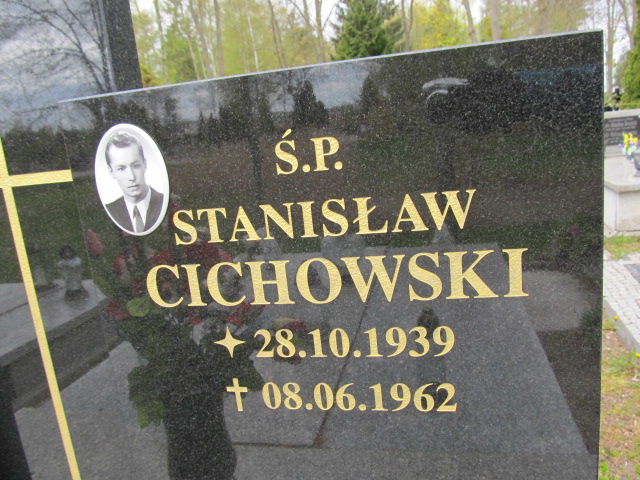 Ś.P.
STANISŁAW
CICHOWSKI
28.10.1939
08.06.1962